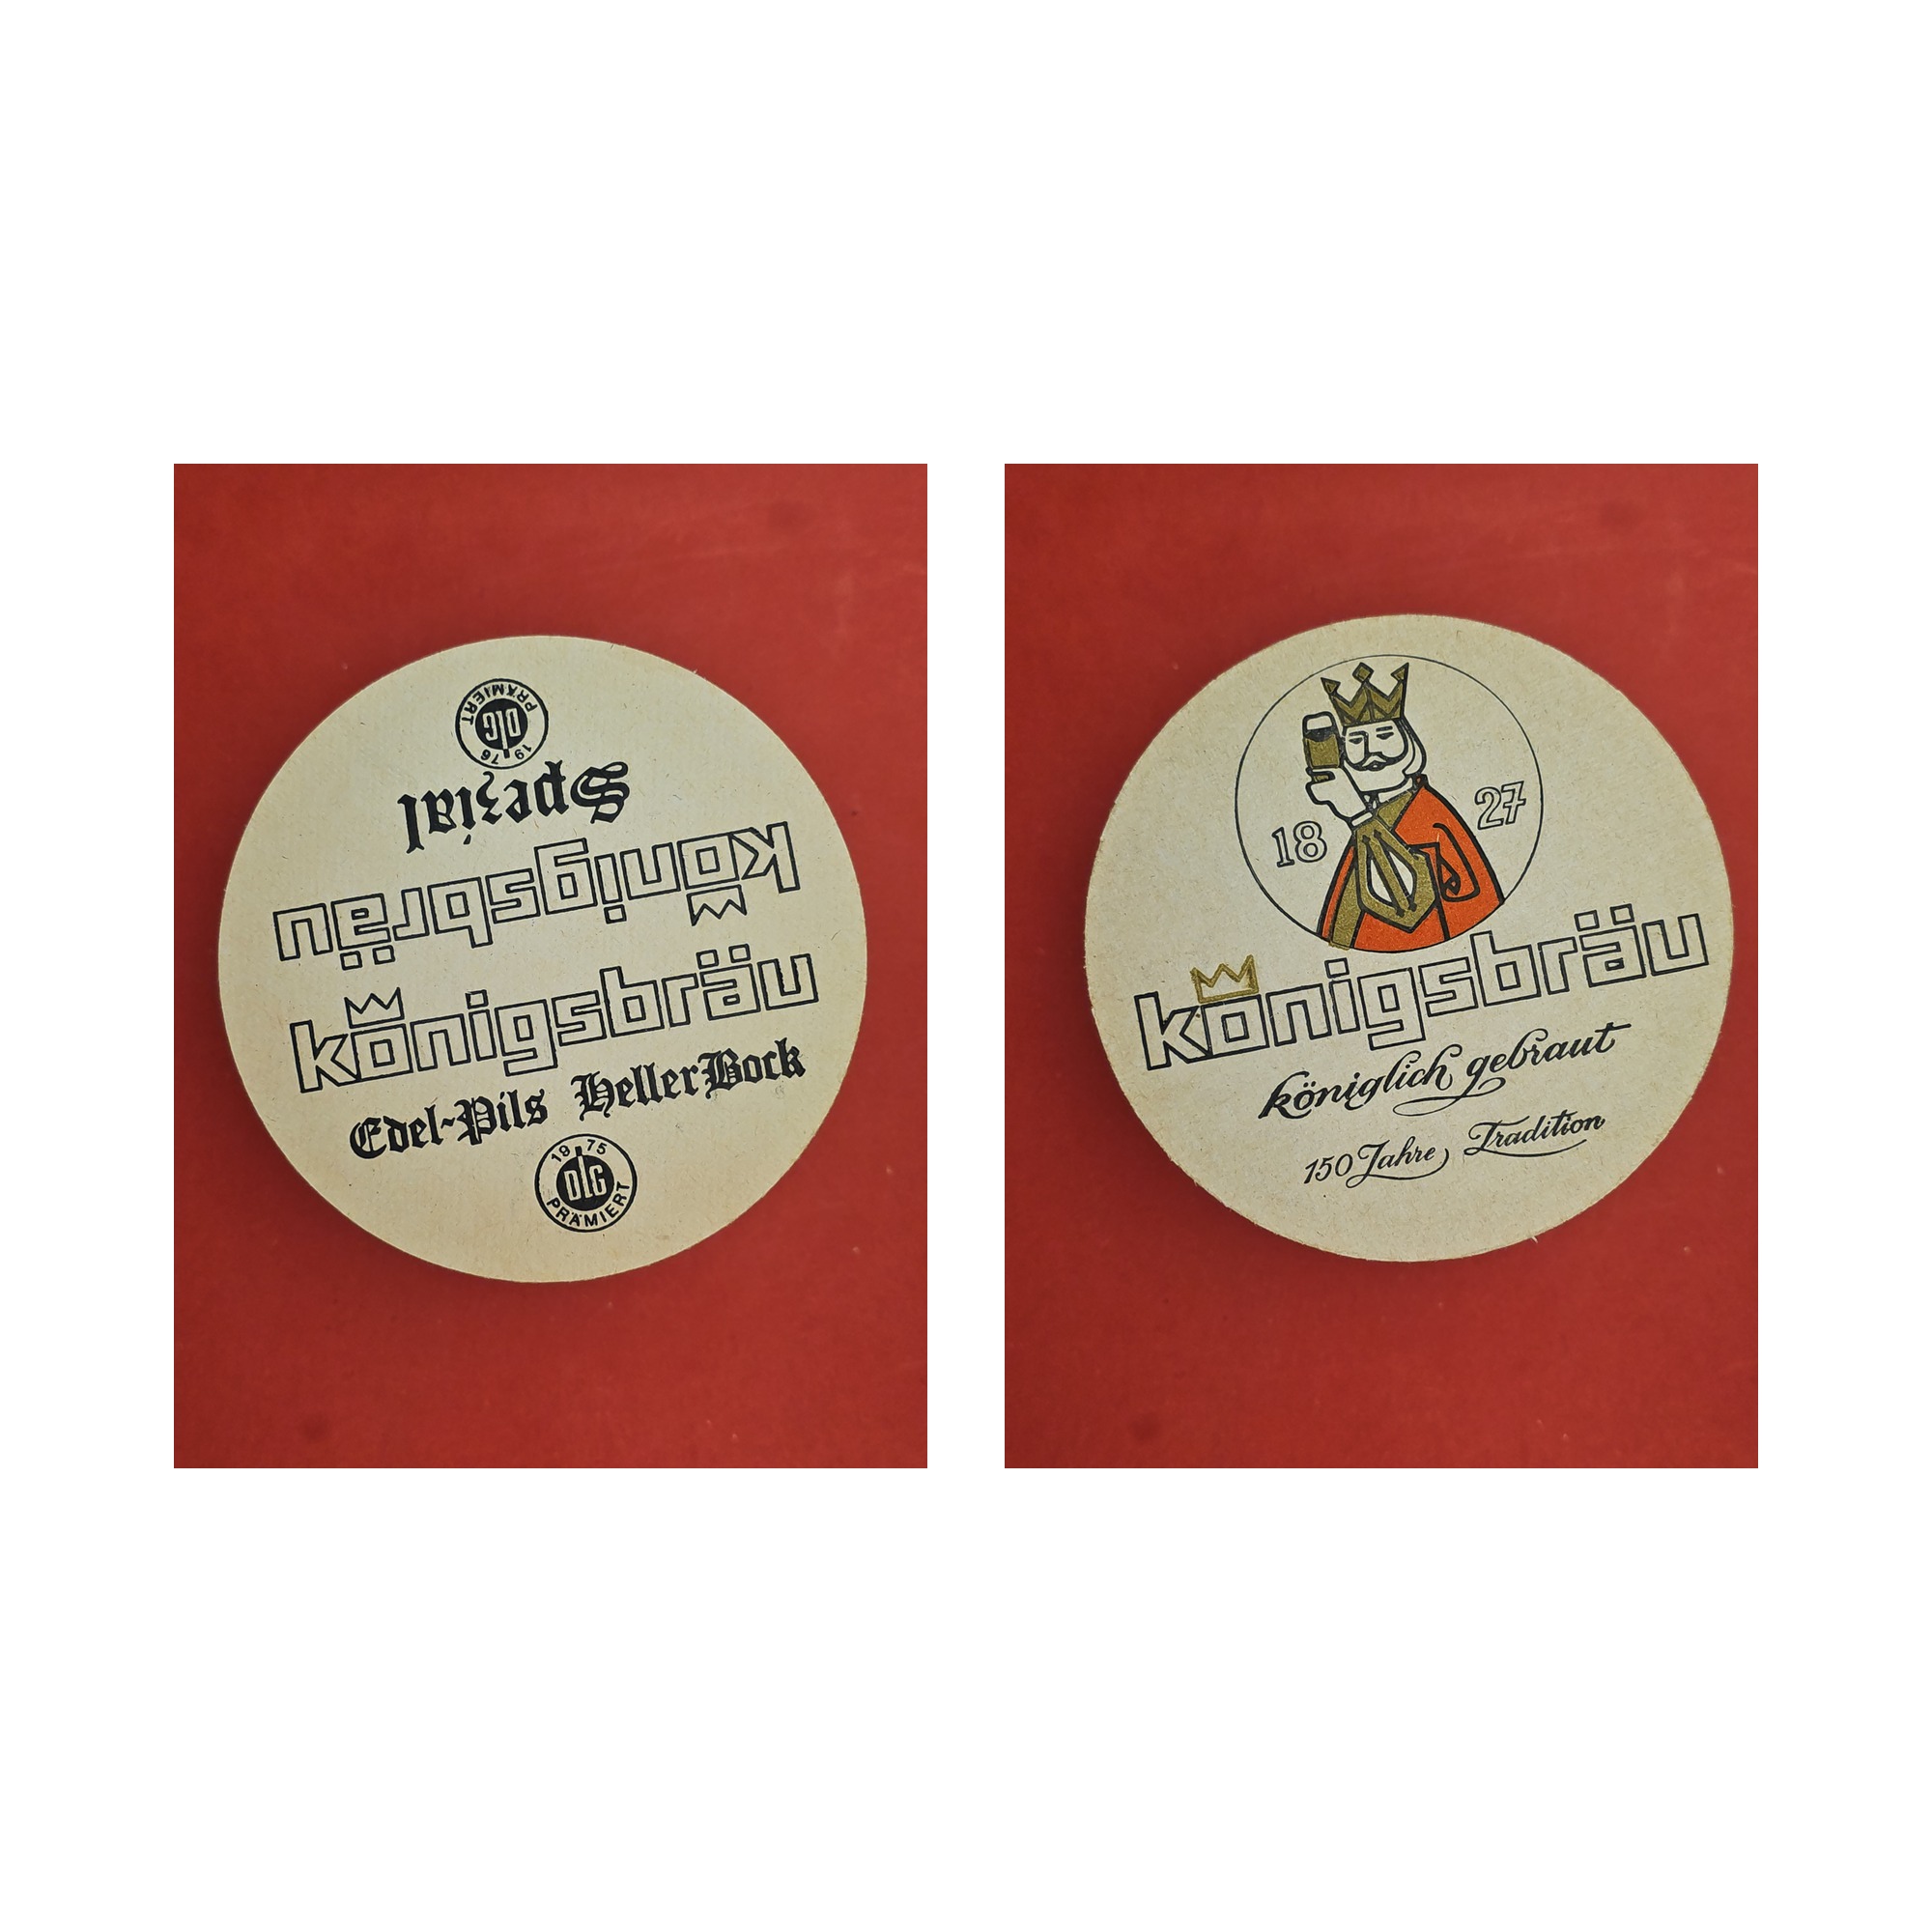 19 76
DLG
PRÄMIERT
Spezial
königsbräu
königsbräu
Edel-Pils Heller Bock
19 75
DLG
PRÄMIERT
18 27
königsbräu
königlich gebraut
150 Jahre Tradition